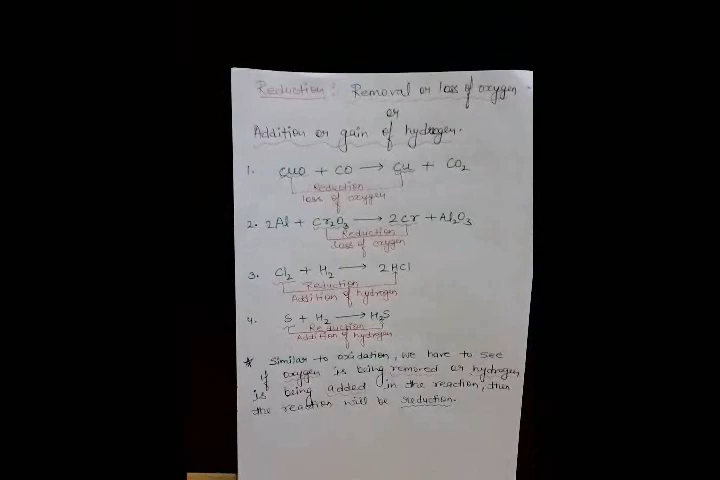 Reduction: Removal or loss of oxygen
or
Addition or gain of hydrogen.
1. CuO + CO → Cu + CO₂
Reduction
loss of oxygen
2. 2Al + Cr₂O₃ → 2Cr + Al₂O₃
Reduction
loss of oxygen
3. Cl₂ + H₂ → 2HCl
Reduction
Addition of hydrogen
4. S + H₂ → H₂S
Reduction
Addition of hydrogen
* Similar to oxidation, we have to see
if oxygen is being removed or hydrogen
is being added in the reaction, then
the reaction will be reduction.